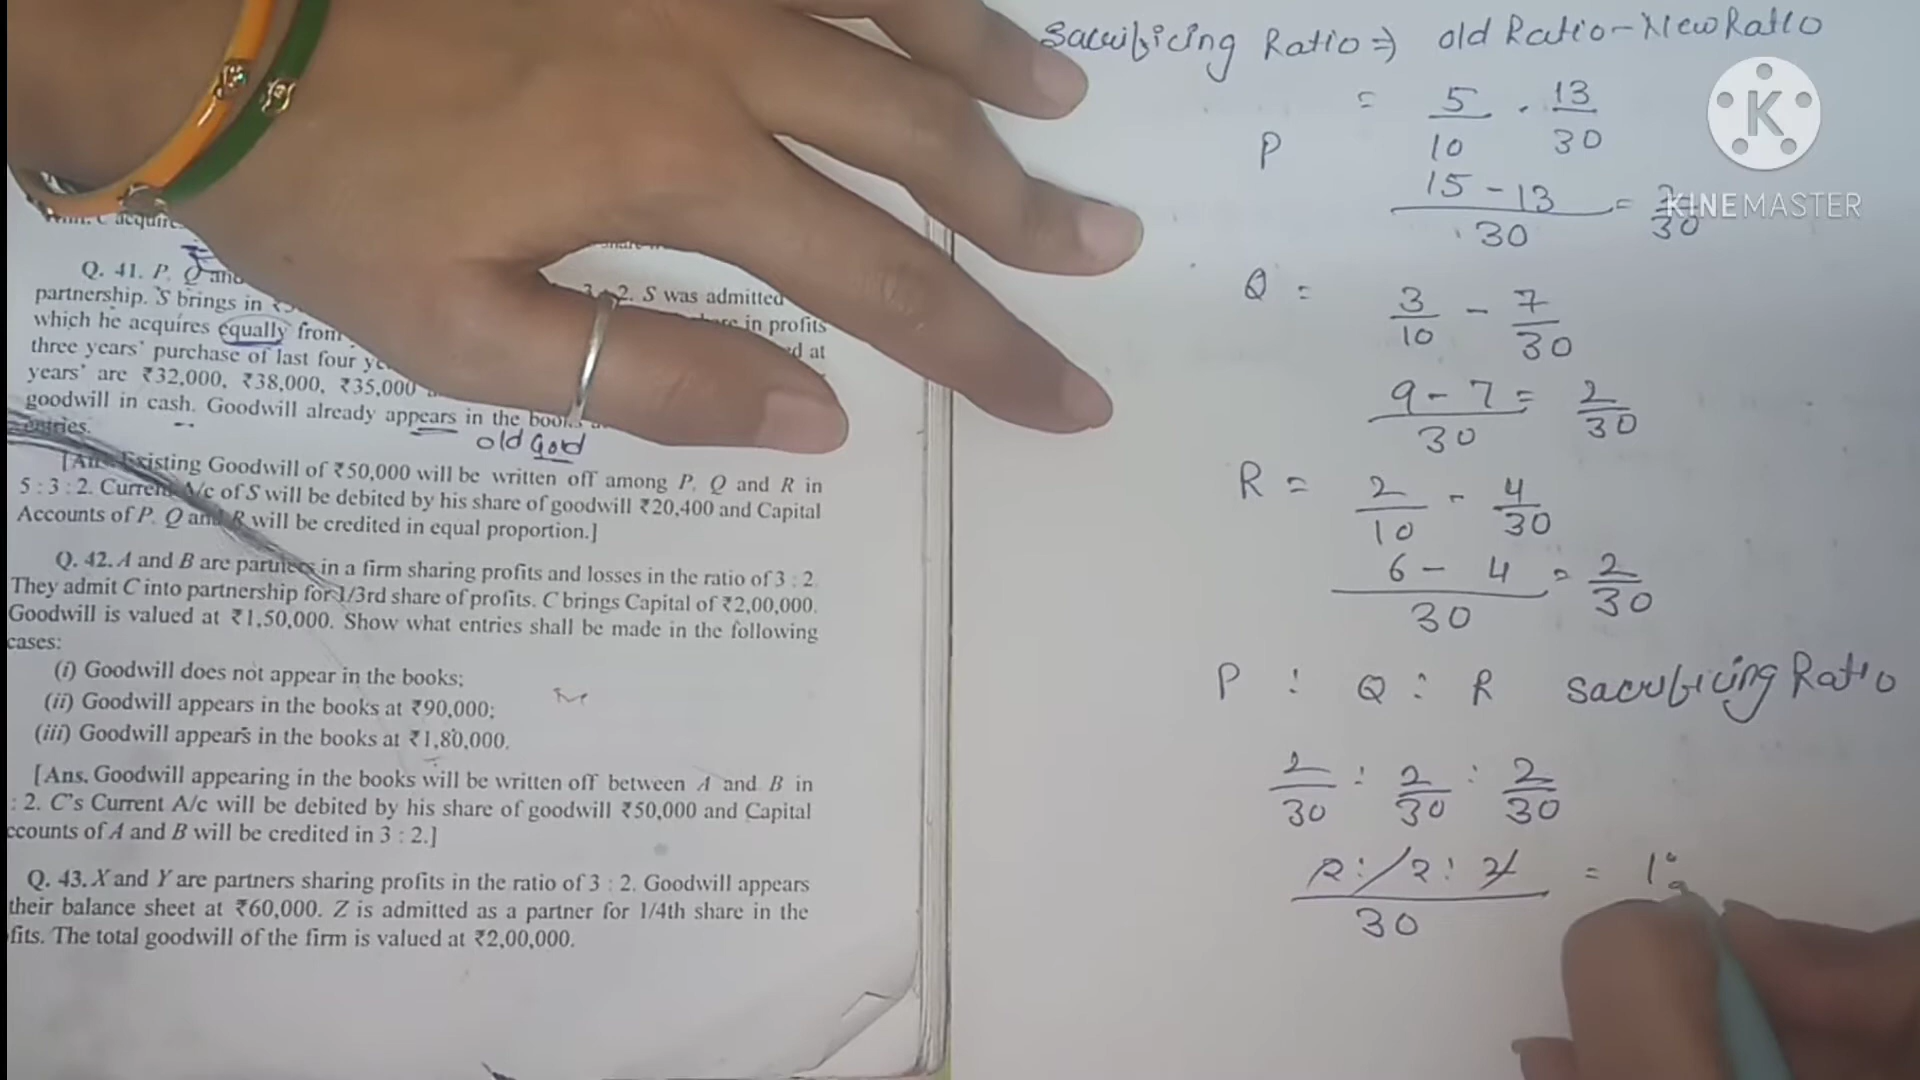 acquire
Q. 41. P, Q and 3 : 2. S was admitted
partnership. S brings in in profits
which he acquires equally from d at
three years' purchase of last four
years' are ₹32,000, ₹38,000, ₹35,000
goodwill in cash. Goodwill already appears in the books
entries.
old Good
[Ans. Existing Goodwill of ₹50,000 will be written off among P, Q and R in
5 : 3 : 2. Current A/c of S will be debited by his share of goodwill ₹20,400 and Capital
Accounts of P, Q and R will be credited in equal proportion.]
Q. 42. A and B are partners in a firm sharing profits and losses in the ratio of 3 : 2.
They admit C into partnership for 1/3rd share of profits. C brings Capital of ₹2,00,000.
Goodwill is valued at ₹1,50,000. Show what entries shall be made in the following
cases:
(i) Goodwill does not appear in the books;
(ii) Goodwill appears in the books at ₹90,000;
(iii) Goodwill appears in the books at ₹1,80,000.
[Ans. Goodwill appearing in the books will be written off between A and B in
: 2. C's Current A/c will be debited by his share of goodwill ₹50,000 and Capital
ccounts of A and B will be credited in 3 : 2.]
Q. 43. X and Y are partners sharing profits in the ratio of 3 : 2. Goodwill appears
their balance sheet at ₹60,000. Z is admitted as a partner for 1/4th share in the
fits. The total goodwill of the firm is valued at ₹2,00,000.
Sacrificing Ratio ⇒ old Ratio - New Ratio
P = 5/10 - 13/30
15 - 13 / 30 = 2/30
Q = 3/10 - 7/30
9 - 7 / 30 = 2/30
R = 2/10 - 4/30
6 - 4 / 30 = 2/30
P : Q : R Sacrificing Ratio
2/30 : 2/30 : 2/30
2 : 2 : 2 / 30 = 1:
K
KINEMASTER